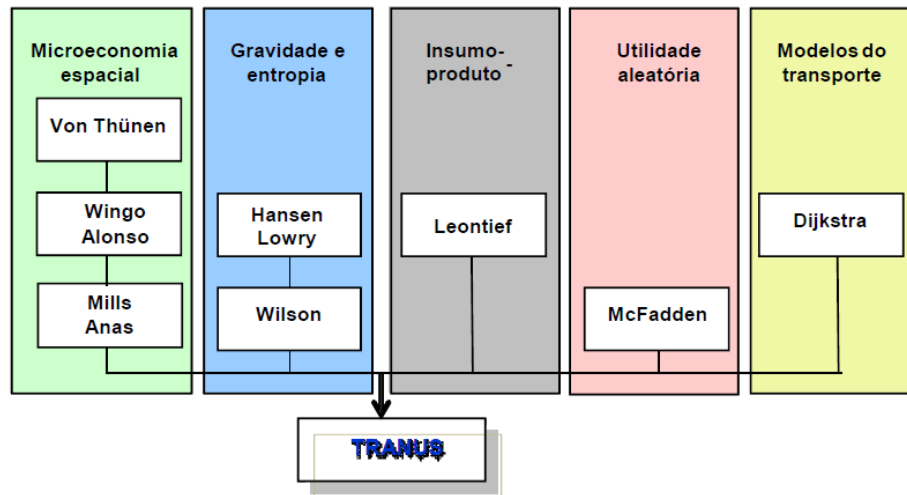 Microeconomia
espacial
Von Thünen
Wingo
Alonso
Mills
Anas
Gravidade e
entropia
Hansen
Lowry
Wilson
Insumo-
produto -
Leontief
Utilidade
aleatória
McFadden
Modelos do
transporte
Dijkstra
TRANUS